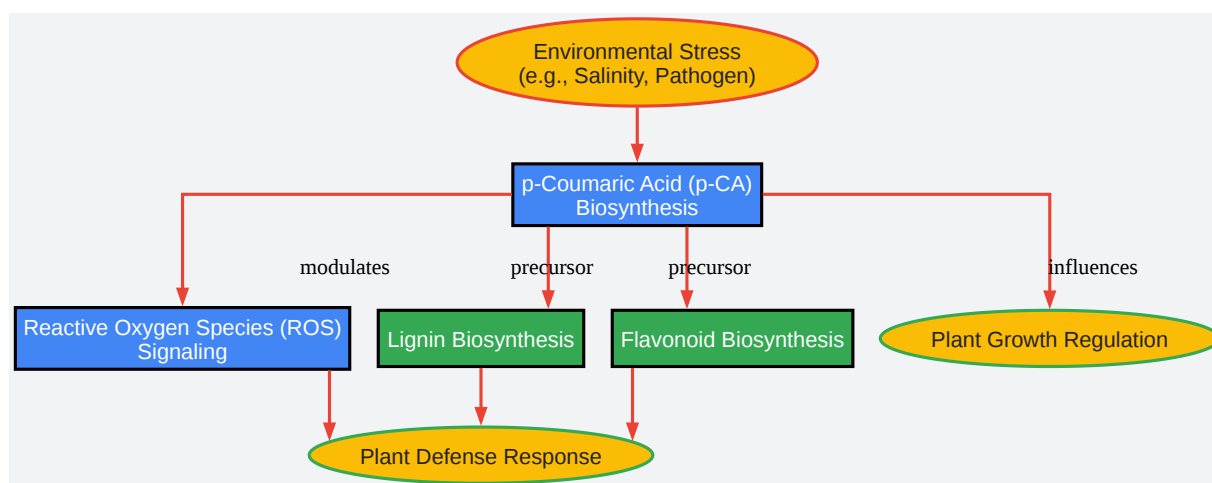 Environmental Stress
(e.g., Salinity, Pathogen)
p-Coumaric Acid (p-CA)
Biosynthesis
modulates
precursor
precursor
influences
Reactive Oxygen Species (ROS)
Signaling
Lignin Biosynthesis
Flavonoid Biosynthesis
Plant Growth Regulation
Plant Defense Response